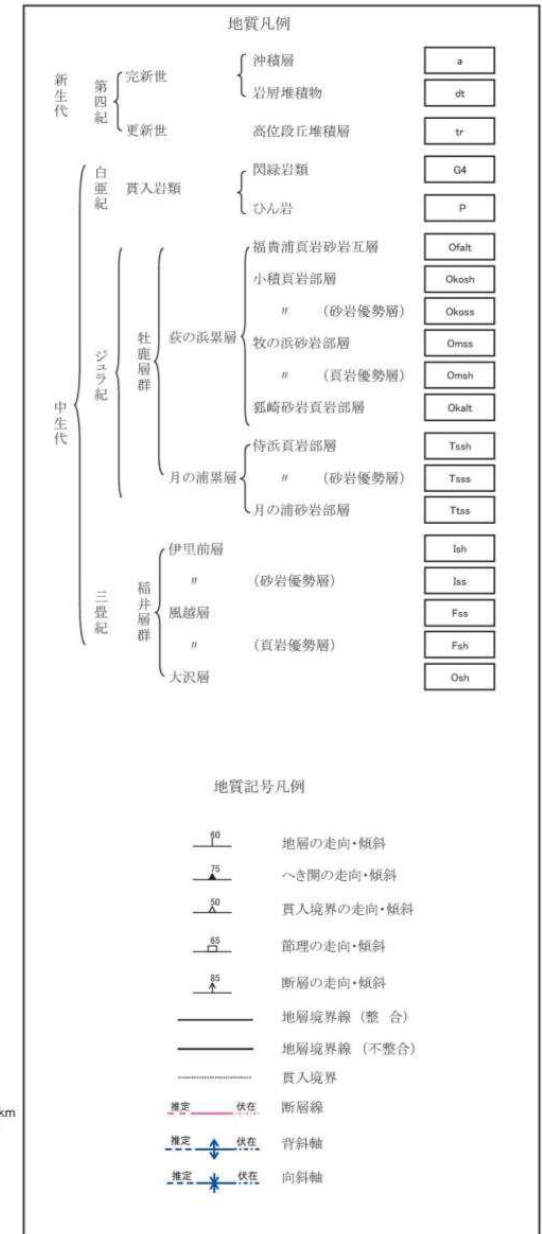 地質凡例
新生代
第四紀
完新世
沖積層 a
岩屑堆積物 dt
更新世 高位段丘堆積層 tr
中生代
白亜紀
貫入岩類
閃緑岩類 G4
ひん岩 P
ジュラ紀
牡鹿層群
荻の浜累層
福貴浦頁岩砂岩互層 Ofalt
小積頁岩部層 Okosh
〃 (砂岩優勢層) Okoss
牧の浜砂岩部層 Omss
〃 (頁岩優勢層) Omsh
狐崎砂岩頁岩部層 Okalt
月の浦累層
侍浜頁岩部層 Tssh
〃 (砂岩優勢層) Tsss
月の浦砂岩部層 Ttss
三畳紀
稲井層群
伊里前層 Ish
〃 (砂岩優勢層) Iss
風越層 Fss
〃 (頁岩優勢層) Fsh
大沢層 Osh
地質記号凡例
60 地層の走向・傾斜
75 へき開の走向・傾斜
50 貫入境界の走向・傾斜
65 節理の走向・傾斜
85 断層の走向・傾斜
地層境界線 (整 合)
地層境界線 (不整合)
貫入境界
推定 伏在 断層線
推定 伏在 背斜軸
推定 伏在 向斜軸
km